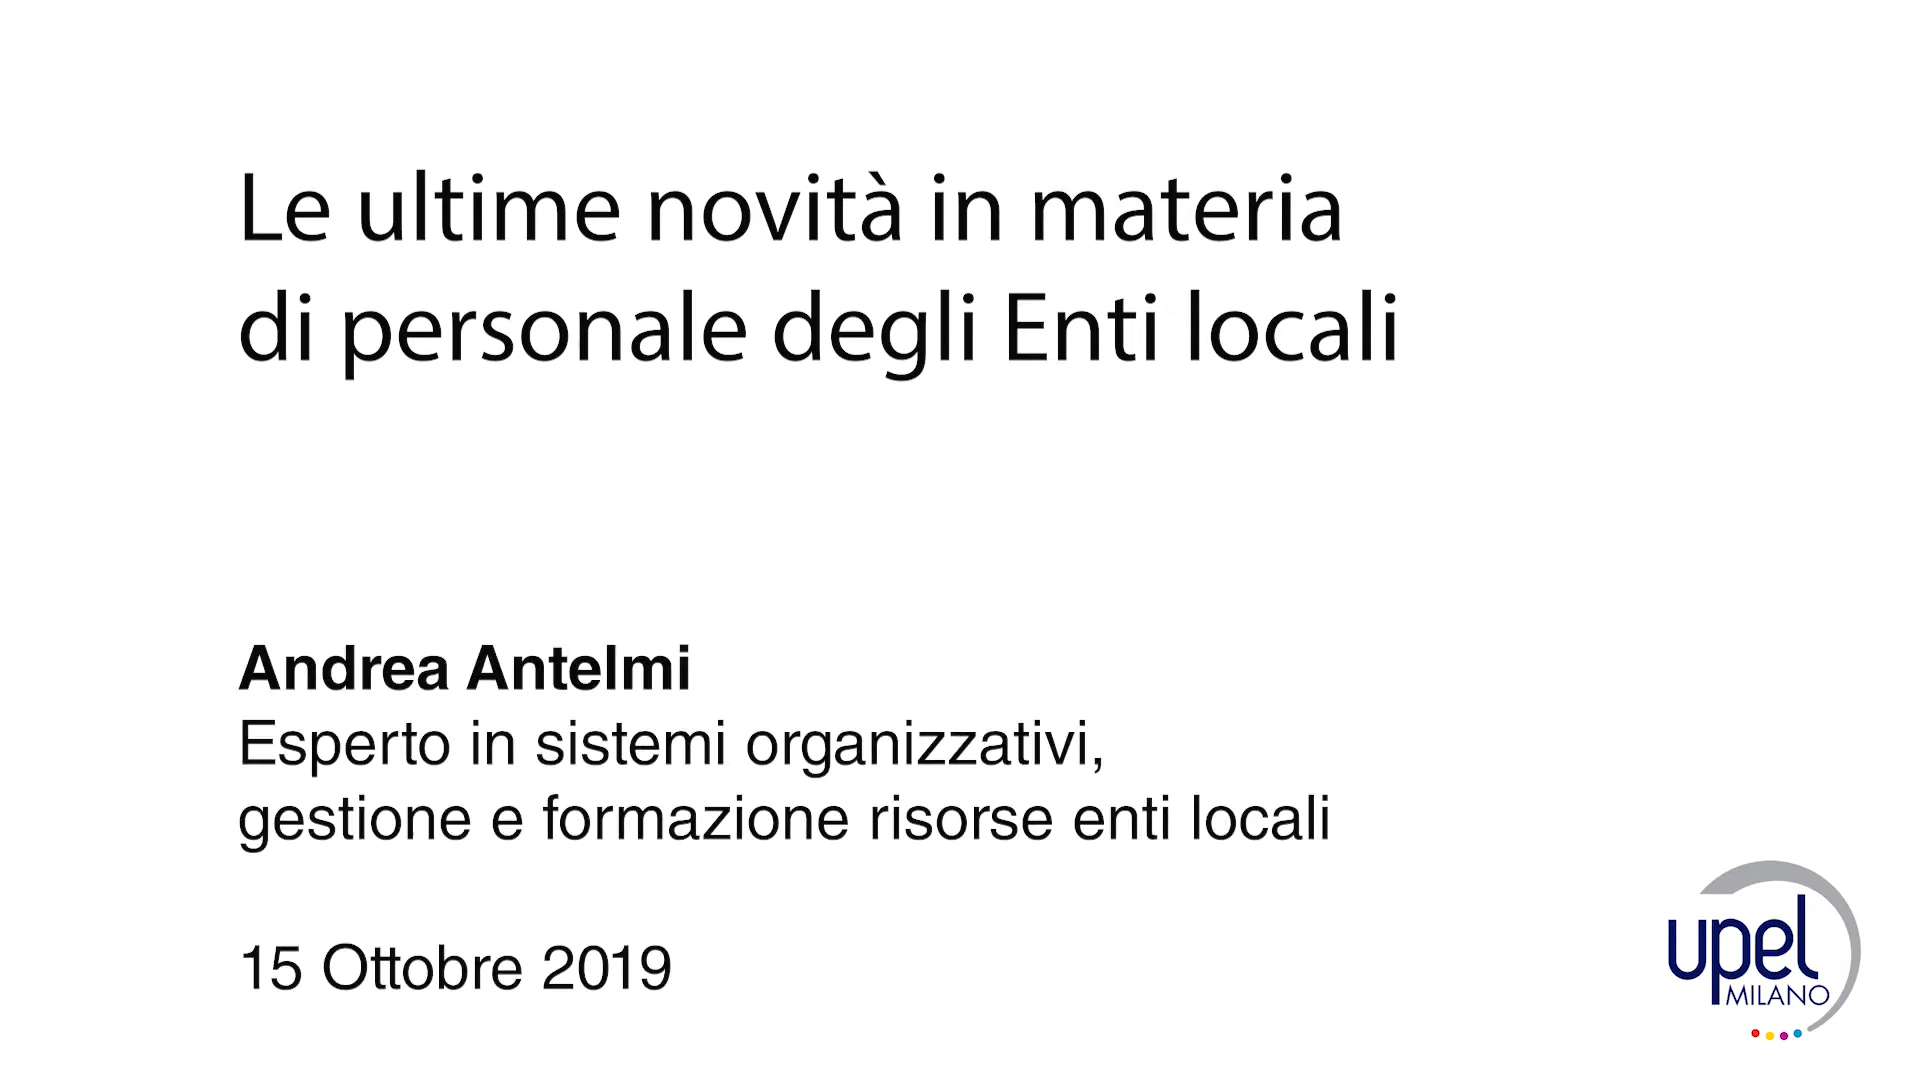 Le ultime novità in materia
di personale degli Enti locali
Andrea Antelmi
Esperto in sistemi organizzativi,
gestione e formazione risorse enti locali
15 Ottobre 2019
upel
MILANO